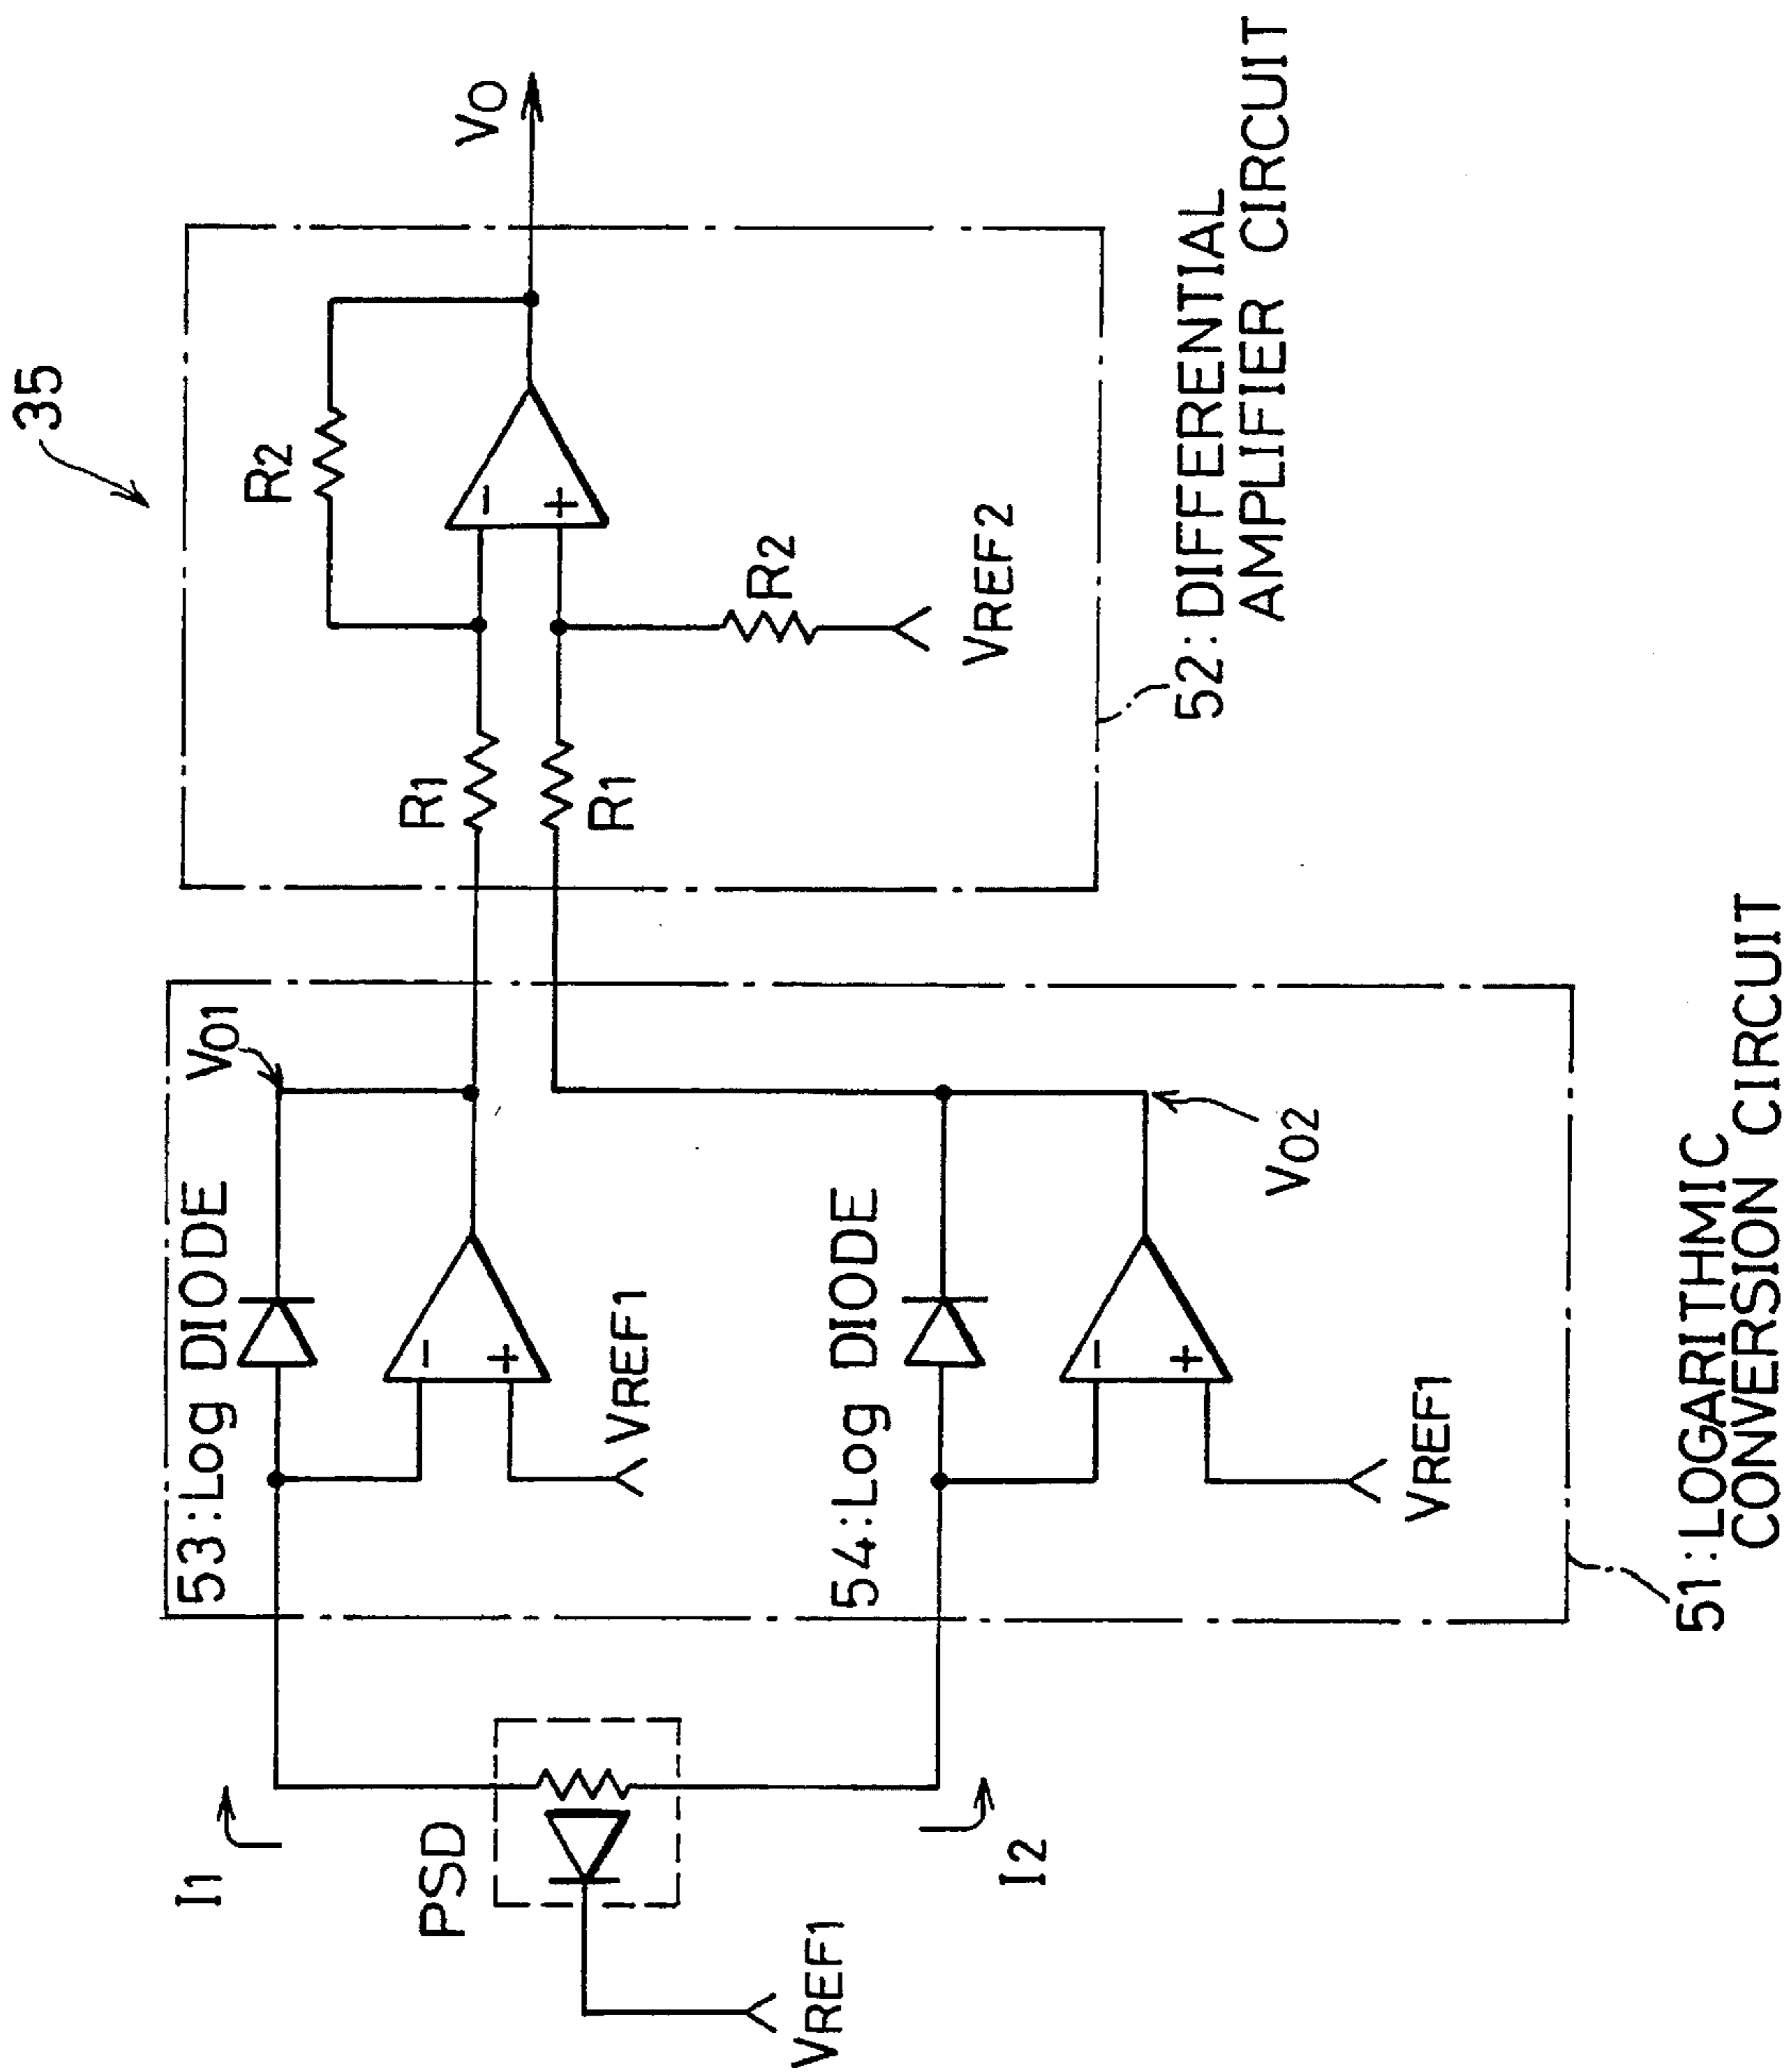 35
I1
PSD
VREF1
I2
53:Log DIODE
VO1
VREF1
54:Log DIODE
VO2
VREF1
51:LOGARITHMIC
CONVERSION CIRCUIT
R1
R1
R2
-
+
-
+
-
+
R2
VREF2
VO
52:DIFFERENTIAL
AMPLIFIER CIRCUIT